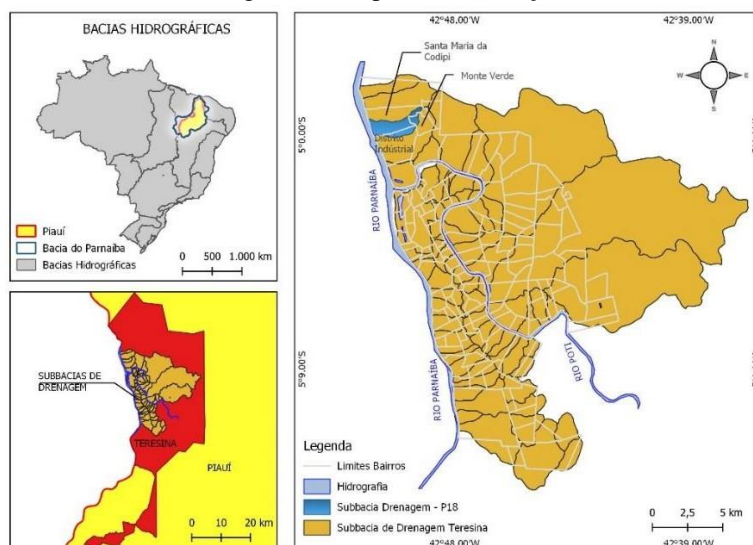 BACIAS HIDROGRÁFICAS
Piauí
Bacia do Parnaíba
Bacias Hidrográficas
0 500 1.000 km
SUBBACIAS DE
DRENAGEM
TERESINA
PIAUÍ
0 10 20 km
42°48.00'W 42°39.00'W
Santa Maria da
Codipi
Monte Verde
N
W E
S
5°0.00'S
Distrito
Indústrial
RIO PARNAÍBA
5°9.00'S
RIO PARNAÍBA
RIO POTI
Legenda
Limites Bairros
Hidrografia
Subbacia Drenagem - P18
Subbacia de Drenagem Teresina
0 2,5 5 km
42°48.00'W 42°39.00'W